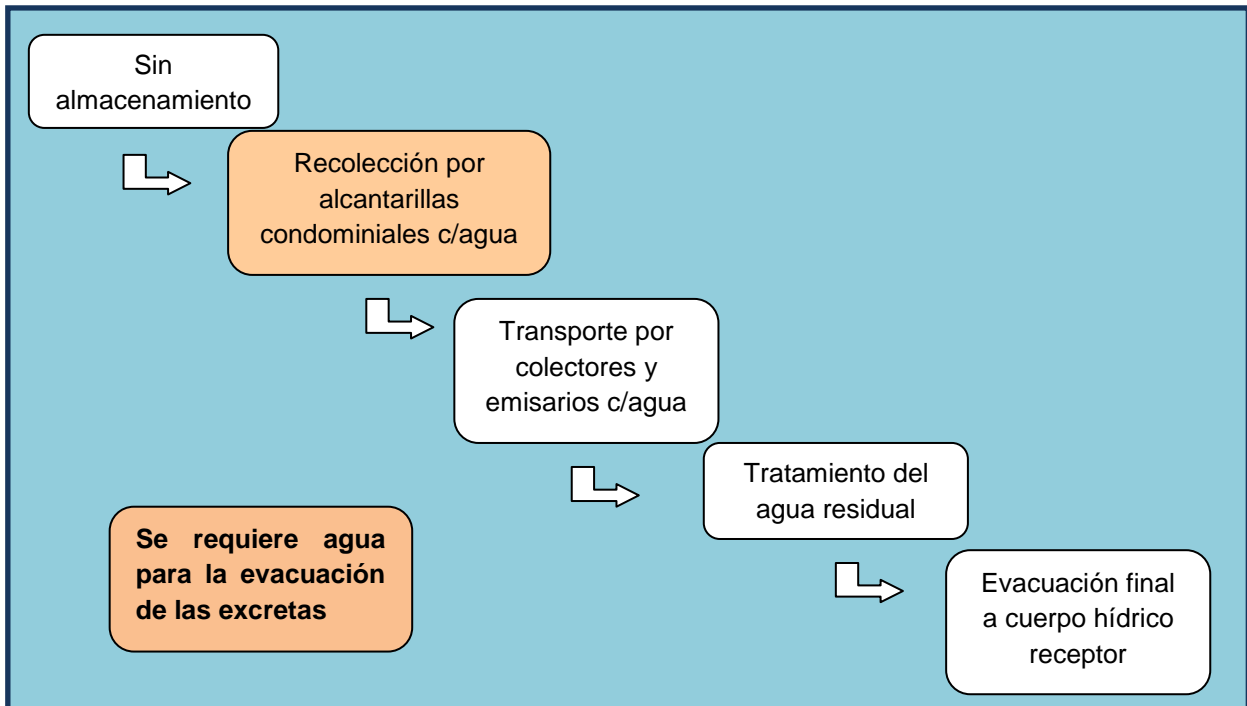 Sin
almacenamiento
Recolección por
alcantarillas
condominiales c/agua
Transporte por
colectores y
emisarios c/agua
Tratamiento del
agua residual
Se requiere agua
para la evacuación
de las excretas
Evacuación final
a cuerpo hídrico
receptor